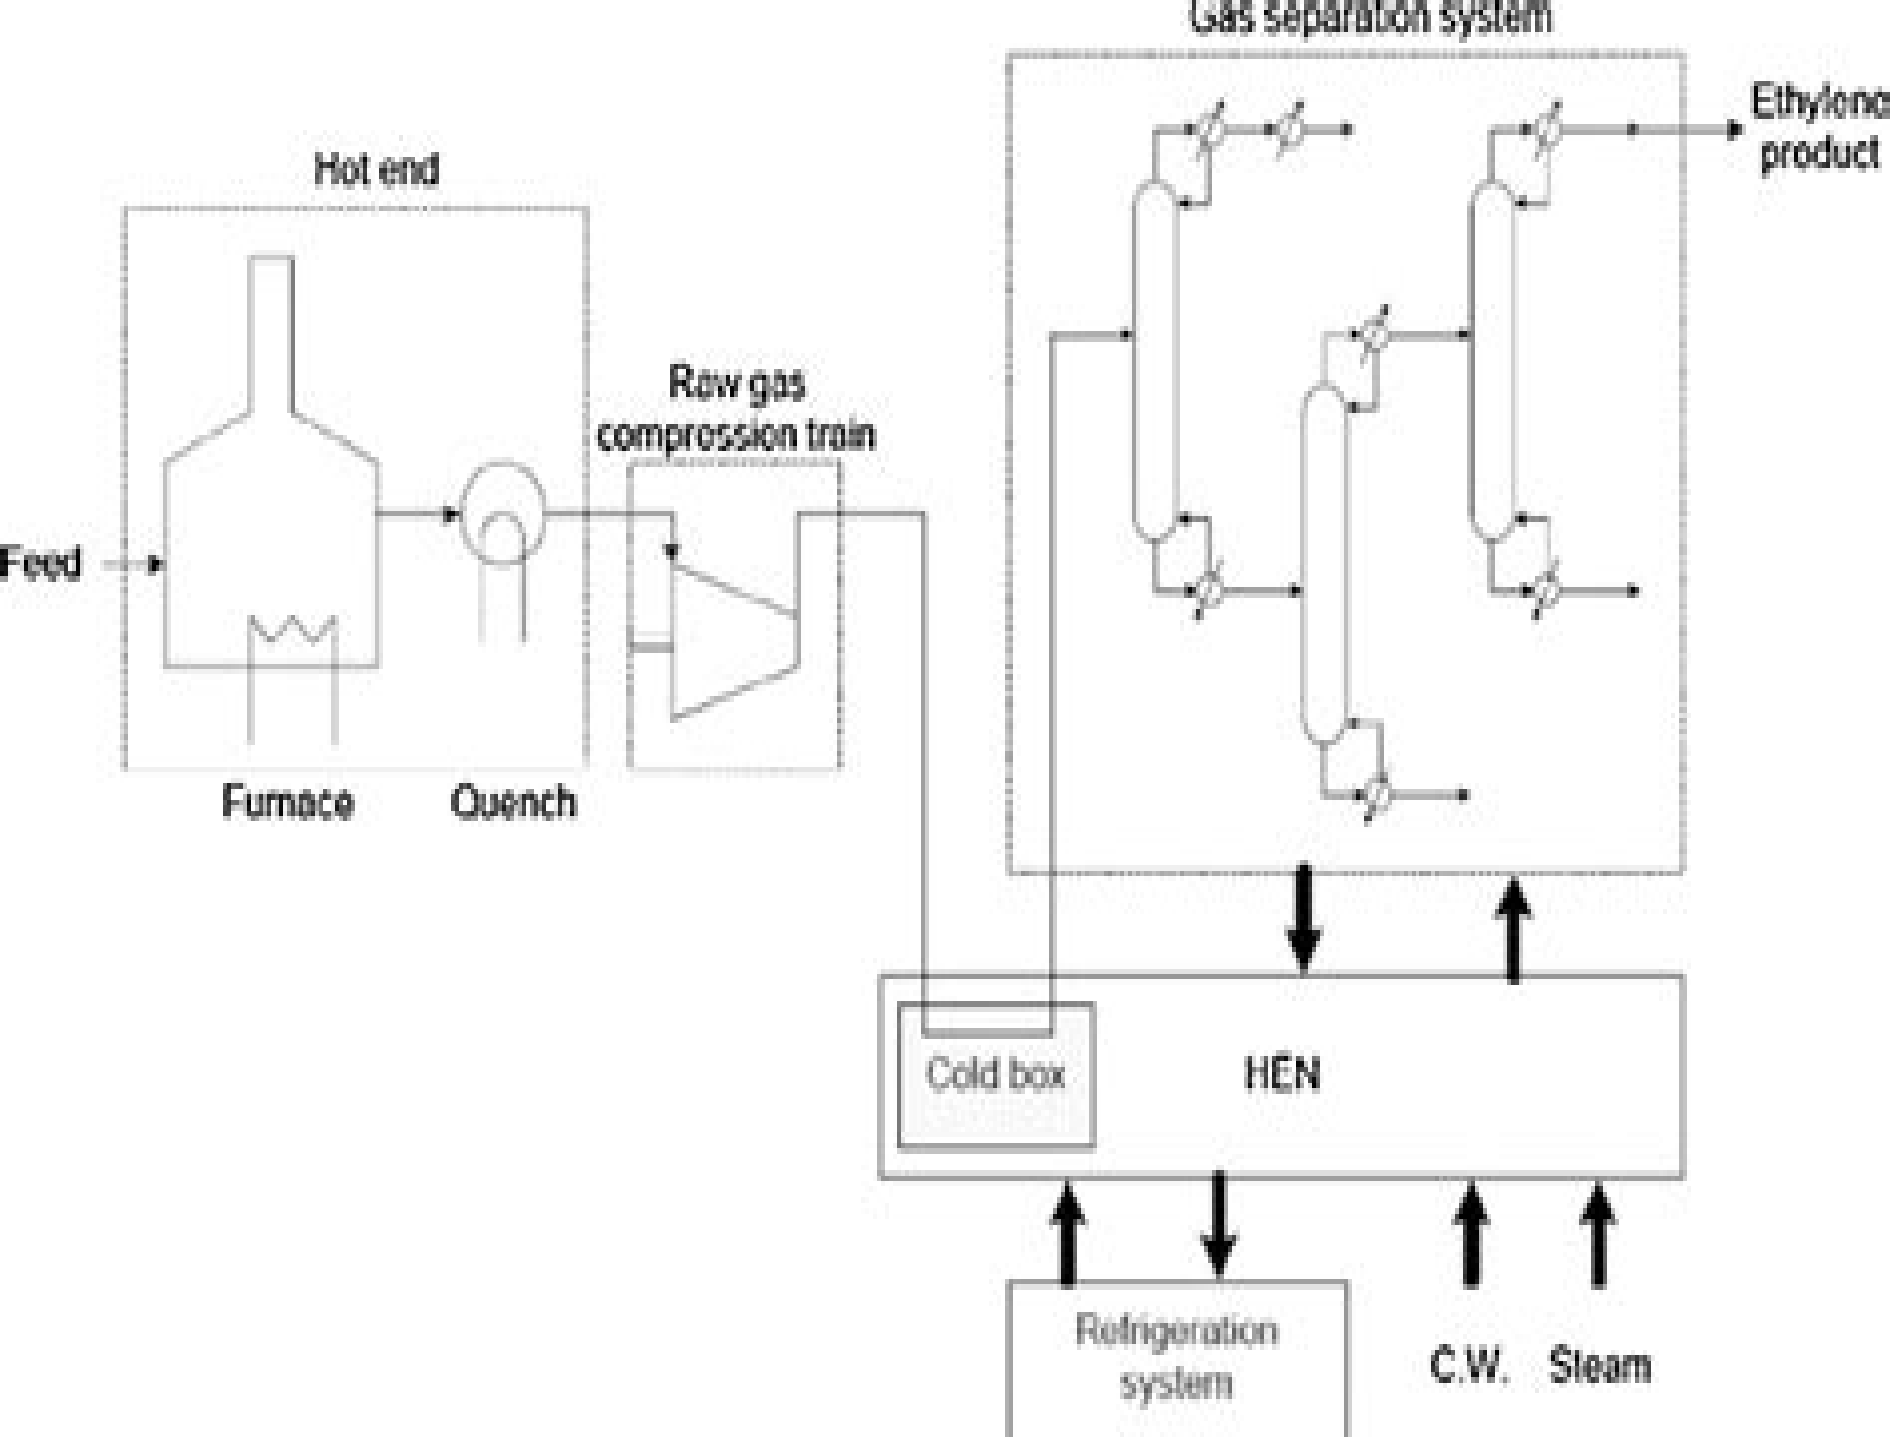 Gas separation system
Ethylene
product
Hot end
Raw gas
compression train
Feed
Furnace
Quench
Cold box
HEN
Refrigeration
system
C.W.
Steam